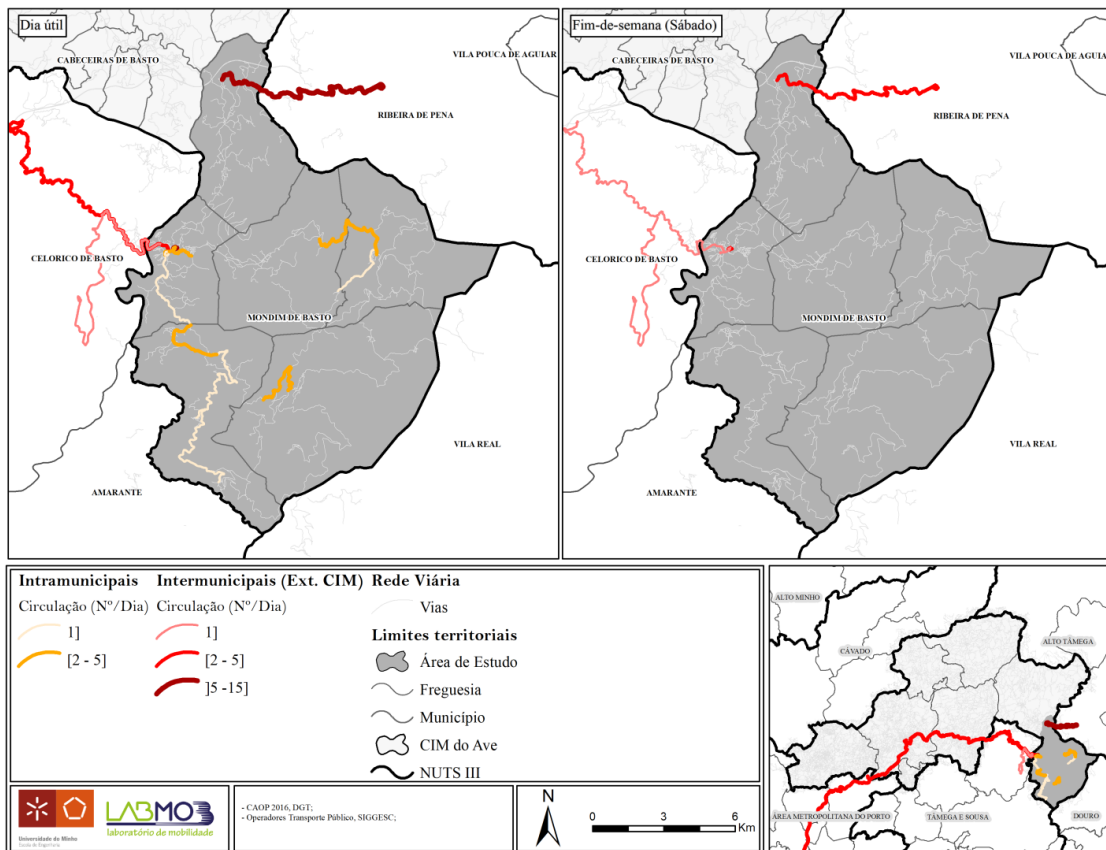 Dia útil
CABECEIRAS DE BASTO
VILA POUCA DE AGUIAR
RIBEIRA DE PENA
CELORICO DE BASTO
MONDIM DE BASTO
VILA REAL
AMARANTE
Fim-de-semana (Sábado)
CABECEIRAS DE BASTO
VILA POUCA DE AGUIA
RIBEIRA DE PENA
CELORICO DE BASTO
MONDIM DE BASTO
VILA REAL
AMARANTE
Intramunicipais
Circulação (Nº/Dia)
1]
[2 - 5]
Intermunicipais (Ext. CIM)
Circulação (Nº/Dia)
1]
[2 - 5]
]5 -15]
Rede Viária
Vias
Limites territoriais
Área de Estudo
Freguesia
Município
CIM do Ave
NUTS III
ALTO MINHO
CÁVADO
ALTO TÂMEGA
ÁREA METROPOLITANA DO PORTO
TÂMEGA E SOUSA
DOURO
Universidade do Minho
Escola de Engenharia
LABMO3
laboratório de mobilidade
- CAOP 2016, DGT;
- Operadores Transporte Público, SIGGESC;
N
0 3 6
Km